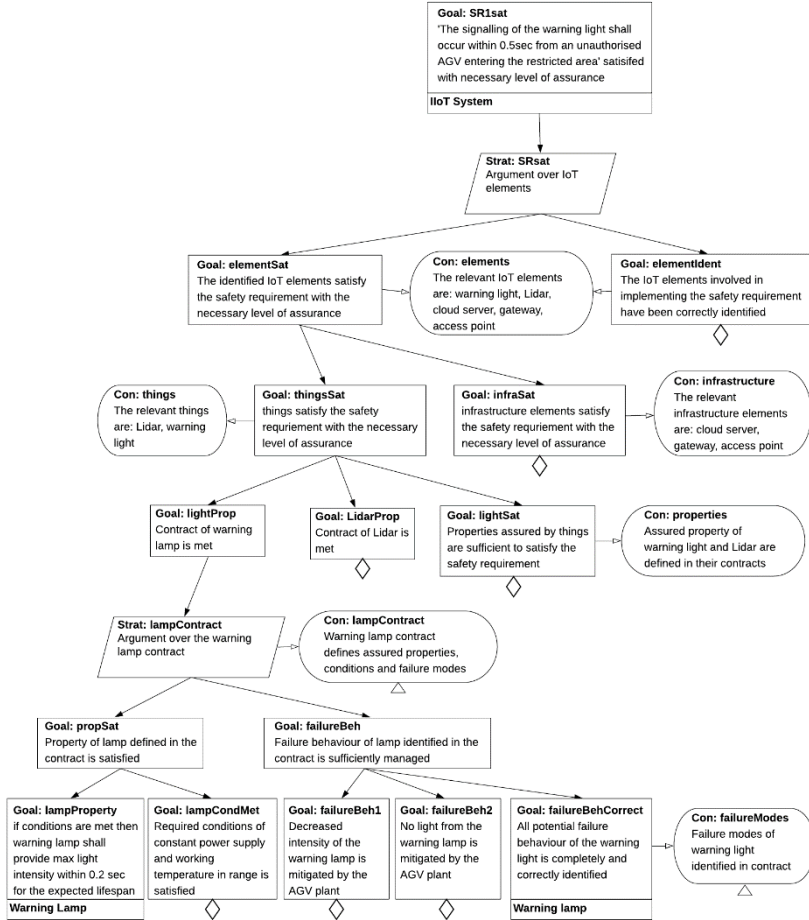 Goal: SR1sat
'The signalling of the warning light shall
occur within 0.5sec from an unauthorised
AGV entering the restricted area' satisifed
with necessary level of assurance
IIoT System
Strat: SRsat
Argument over IoT
elements
Goal: elementSat
The identified IoT elements satisfy
the safety requirement with the
necessary level of assurance
Con: elements
The relevant IoT elements
are: warning light, Lidar,
cloud server, gateway,
access point
Goal: elementIdent
The IoT elements involved in
implementing the safety requirement
have been correctly identified
Con: things
The relevant things
are: Lidar, warning
light
Goal: thingsSat
things satisfy the safety
requriement with the necessary
level of assurance
Goal: infraSat
infrastructure elements satisfy
the safety requriement with the
necessary level of assurance
Con: infrastructure
The relevant
infrastructure elements
are: cloud server,
gateway, access point
Goal: lightProp
Contract of warning
lamp is met
Goal: LidarProp
Contract of Lidar is
met
Goal: lightSat
Properties assured by things
are sufficient to satisfy the
safety requirement
Con: properties
Assured property of
warning light and Lidar are
defined in their contracts
Strat: lampContract
Argument over the warning
lamp contract
Con: lampContract
Warning lamp contract
defines assured properties,
conditions and failure modes
Goal: propSat
Property of lamp defined in the
contract is satisfied
Goal: failureBeh
Failure behaviour of lamp identified in the
contract is sufficiently managed
Goal: lampProperty
if conditions are met then
warning lamp shall
provide max light
intensity within 0.2 sec
for the expected lifespan
Warning Lamp
Goal: lampCondMet
Required conditions of
constant power supply
and working
temperature in range is
satisfied
Goal: failureBeh1
Decreased
intensity of the
warning lamp is
mitigated by the
AGV plant
Goal: failureBeh2
No light from the
warning lamp is
mitigated by the
AGV plant
Goal: failureBehCorrect
All potential failure
behaviour of the warning
light is completely and
correctly identified
Warning lamp
Con: failureModes
Failure modes of
warning light
identified in contract